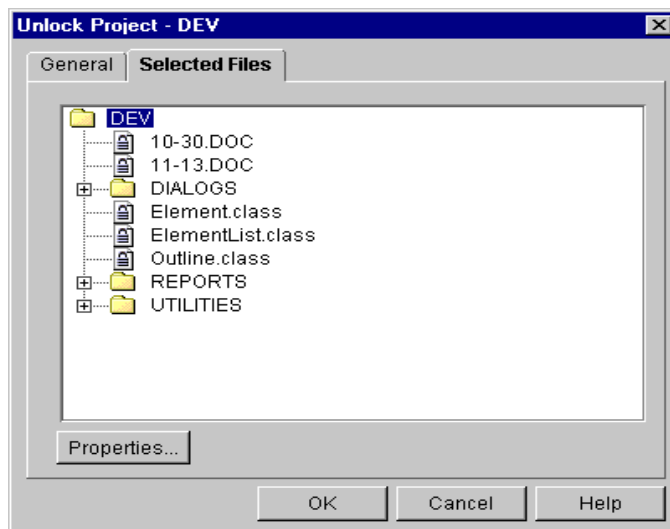 Unlock Project - DEV
General Selected Files
DEV
10-30.DOC
11-13.DOC
DIALOGS
Element.class
ElementList.class
Outline.class
REPORTS
UTILITIES
Properties...
OK Cancel Help